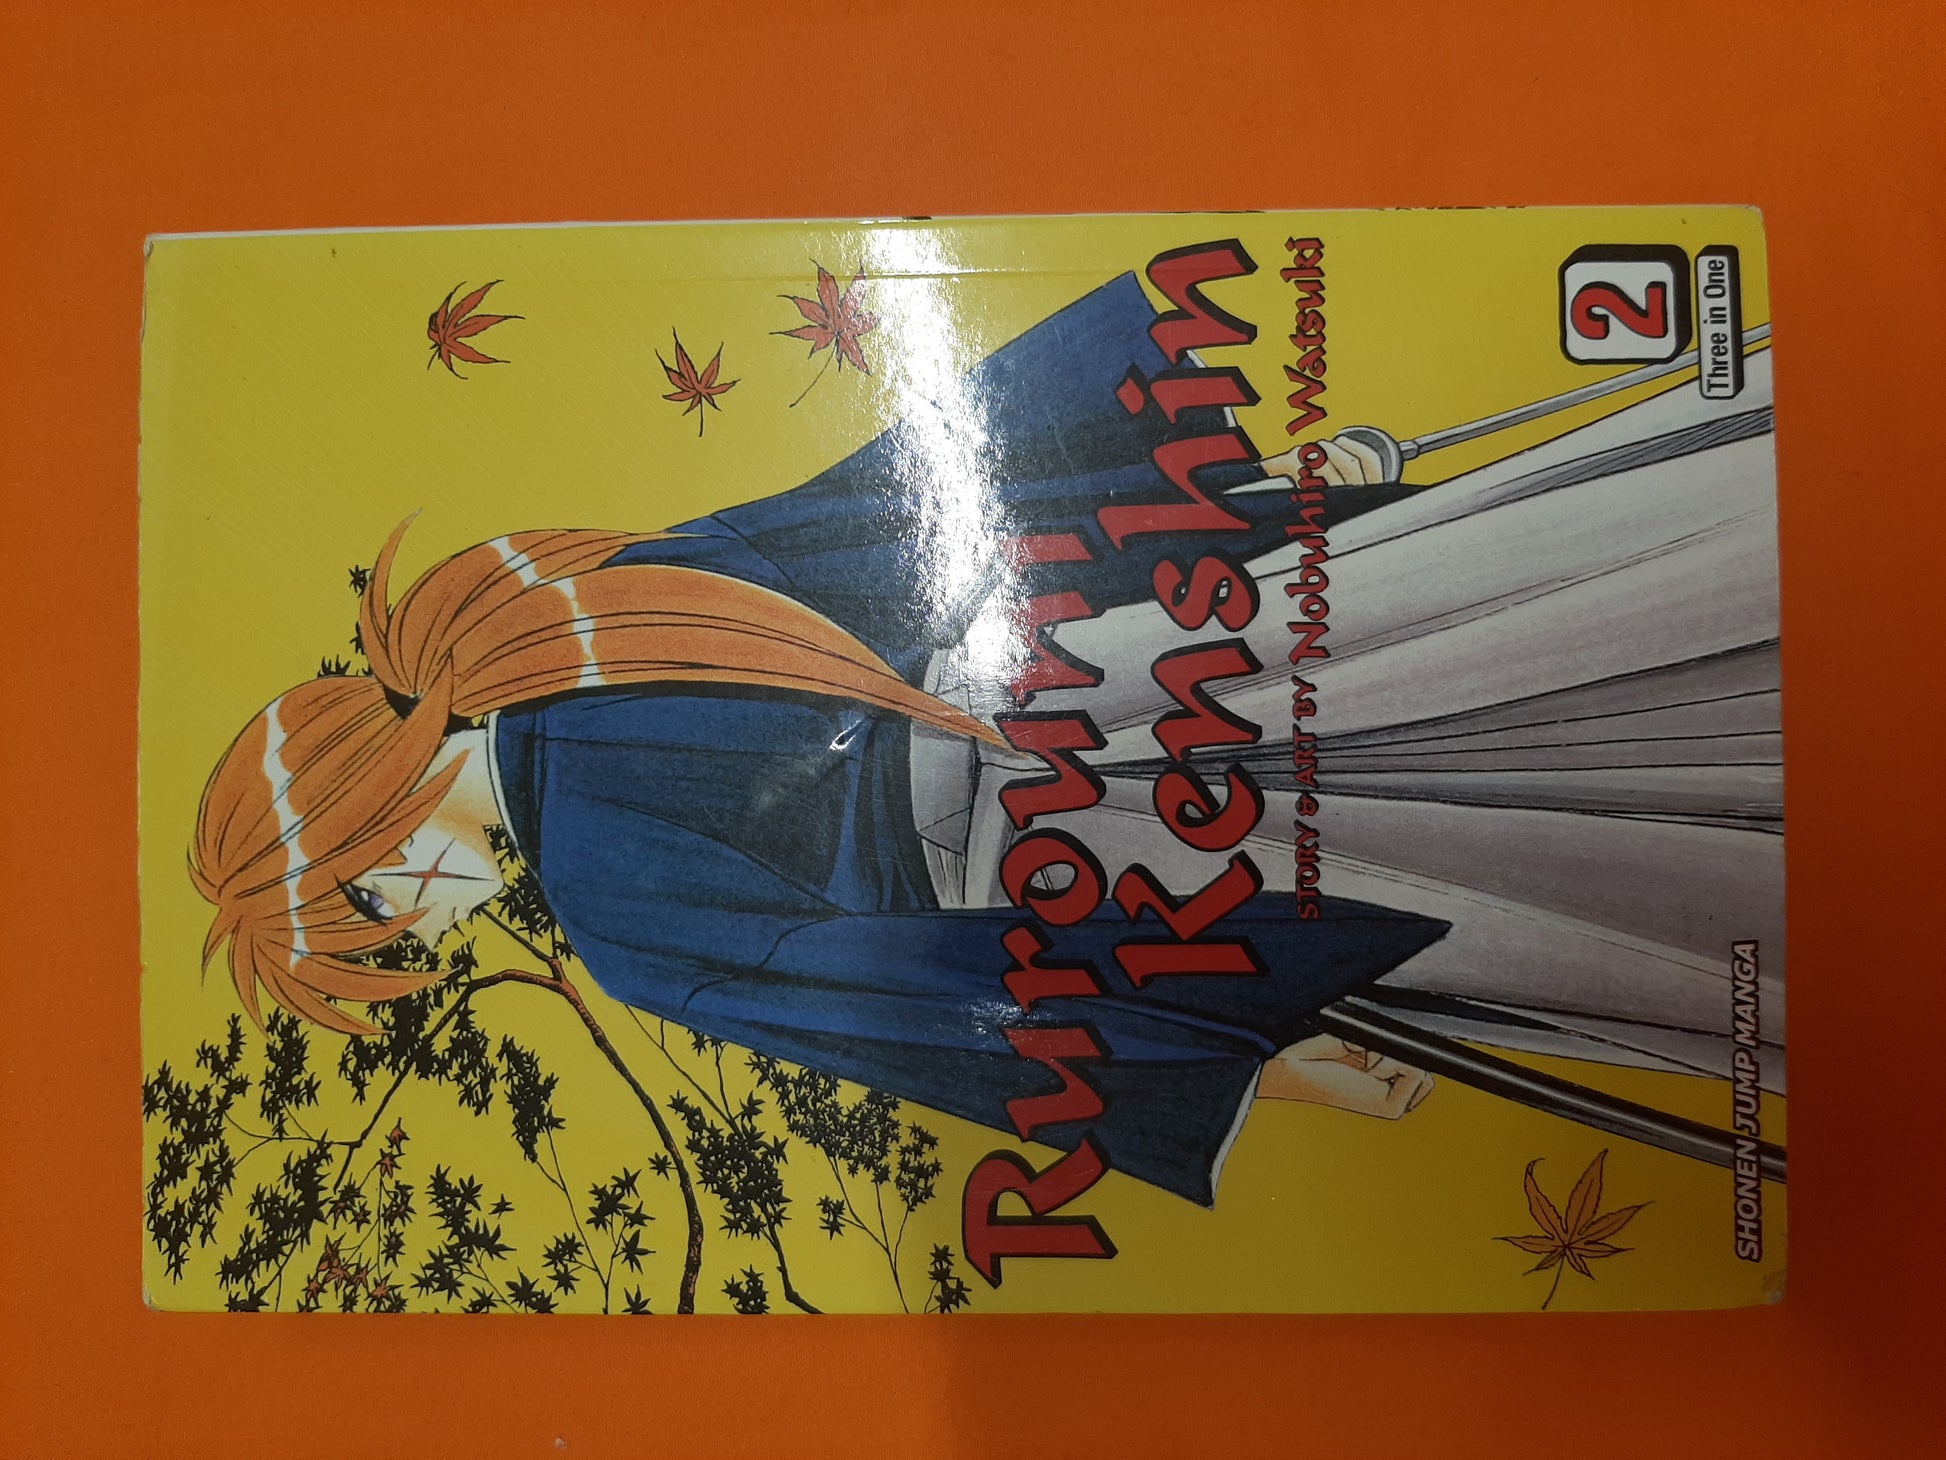 Rurouni
Kenshin
STORY & ART BY Nobuhiro Watsuki
SHONEN JUMP MANGA
2
Three in One